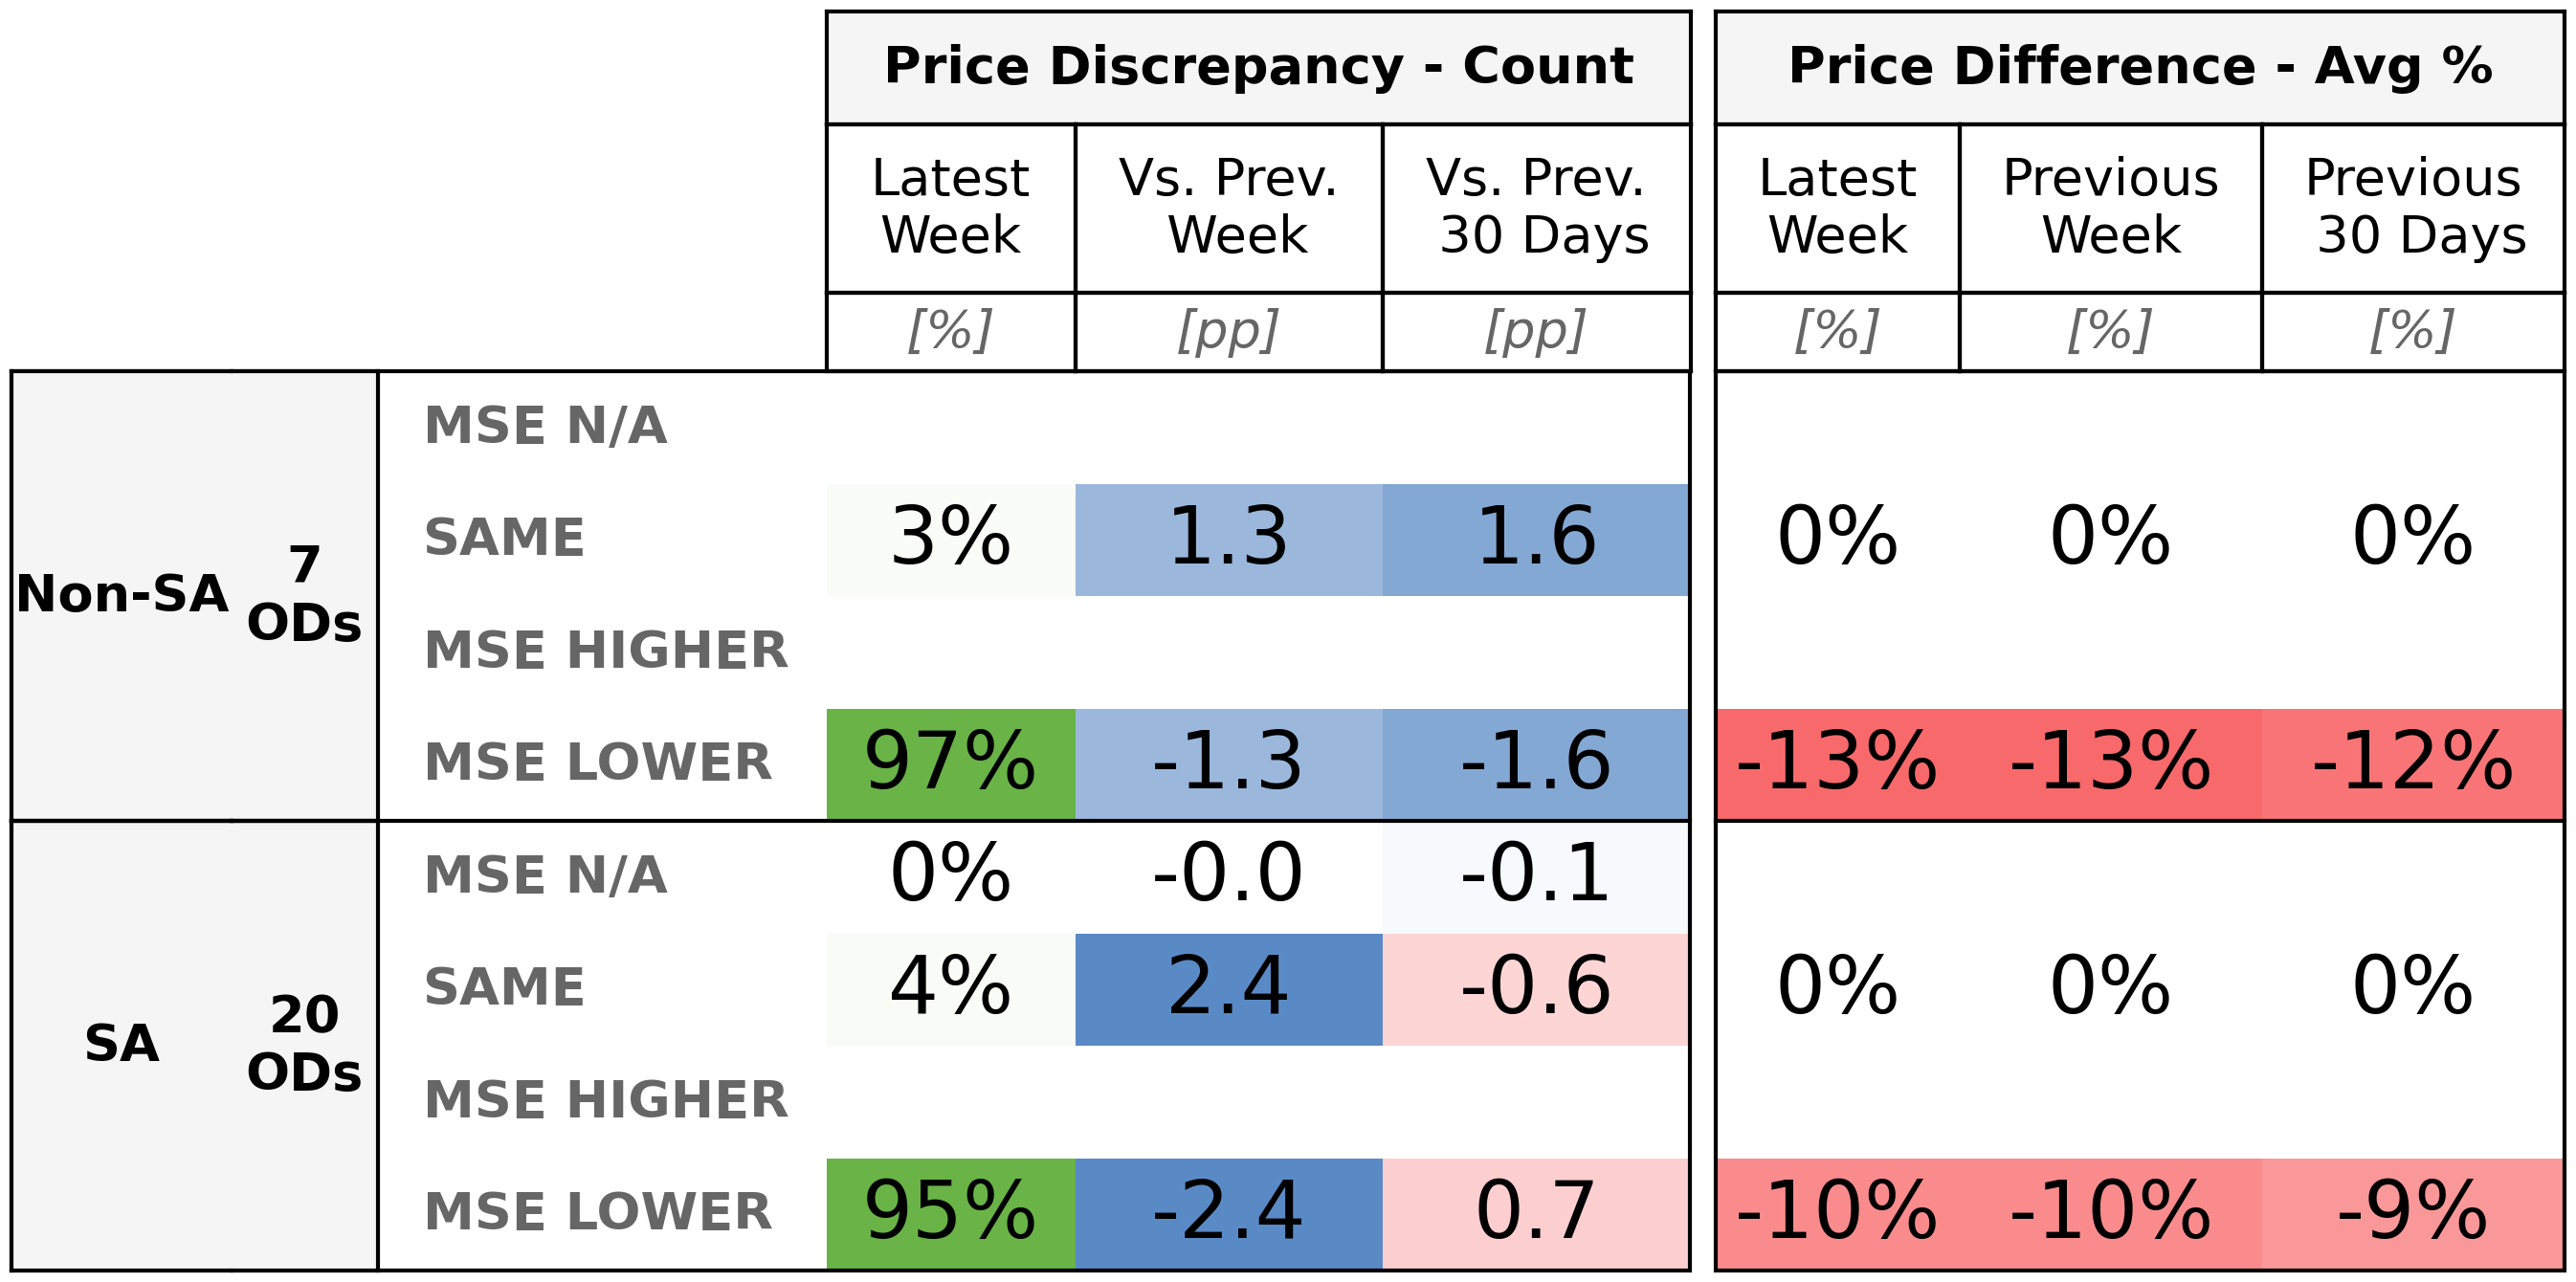 Price Discrepancy - Count Price Difference - Avg %
Latest Week Vs. Prev. Week Vs. Prev. 30 Days Latest Week Previous Week Previous 30 Days
[%] [pp] [pp] [%] [%] [%]
Non-SA 7 ODs
MSE N/A
SAME 3% 1.3 1.6 0% 0% 0%
MSE HIGHER
MSE LOWER 97% -1.3 -1.6 -13% -13% -12%
SA 20 ODs
MSE N/A 0% -0.0 -0.1
SAME 4% 2.4 -0.6 0% 0% 0%
MSE HIGHER
MSE LOWER 95% -2.4 0.7 -10% -10% -9%